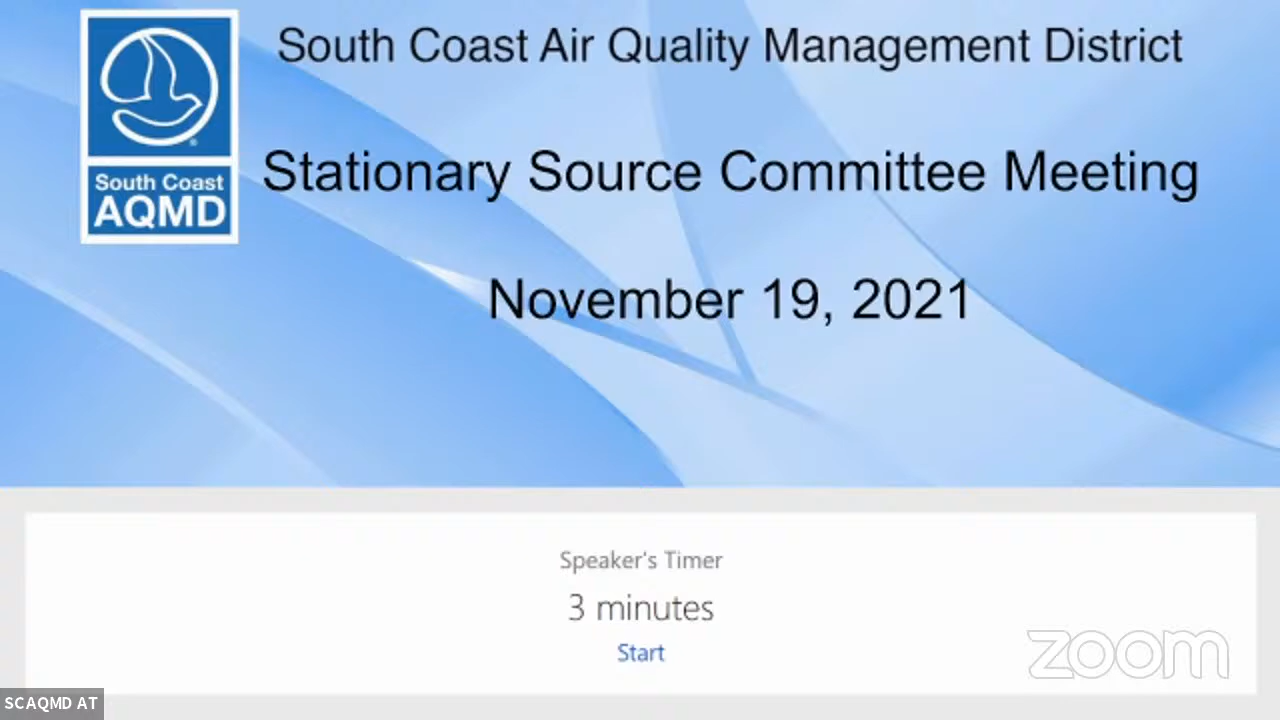 South Coast Air Quality Management District
South Coast
AQMD
Stationary Source Committee Meeting
November 19, 2021
Speaker's Timer
3 minutes
Start
zoom
SCAQMD AT